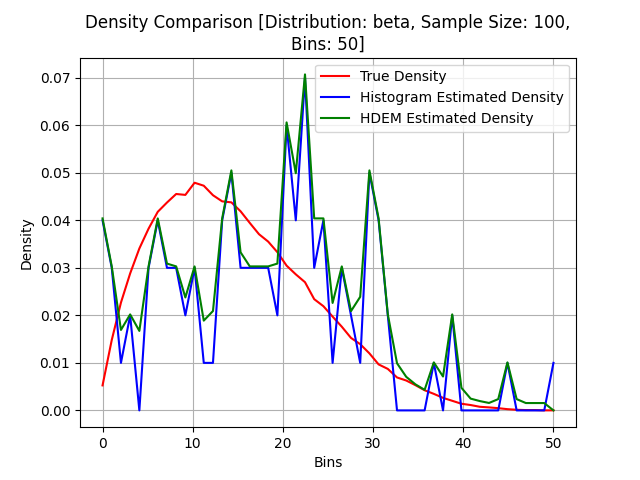 Density Comparison [Distribution: beta, Sample Size: 100,
Bins: 50]
True Density
Histogram Estimated Density
HDEM Estimated Density
Density
0.07
0.06
0.05
0.04
0.03
0.02
0.01
0.00
0 10 20 30 40 50
Bins